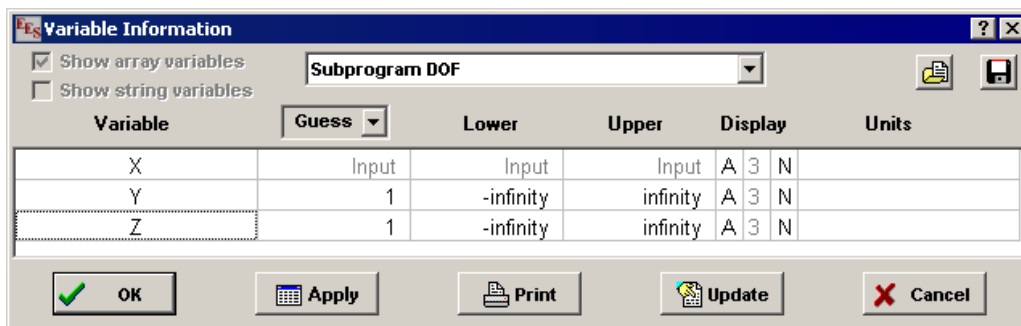 EES Variable Information ? X
Show array variables
Subprogram DOF
Show string variables
Variable Guess Lower Upper Display Units
X Input Input Input A 3 N
Y 1 -infinity infinity A 3 N
Z 1 -infinity infinity A 3 N
OK Apply Print Update Cancel